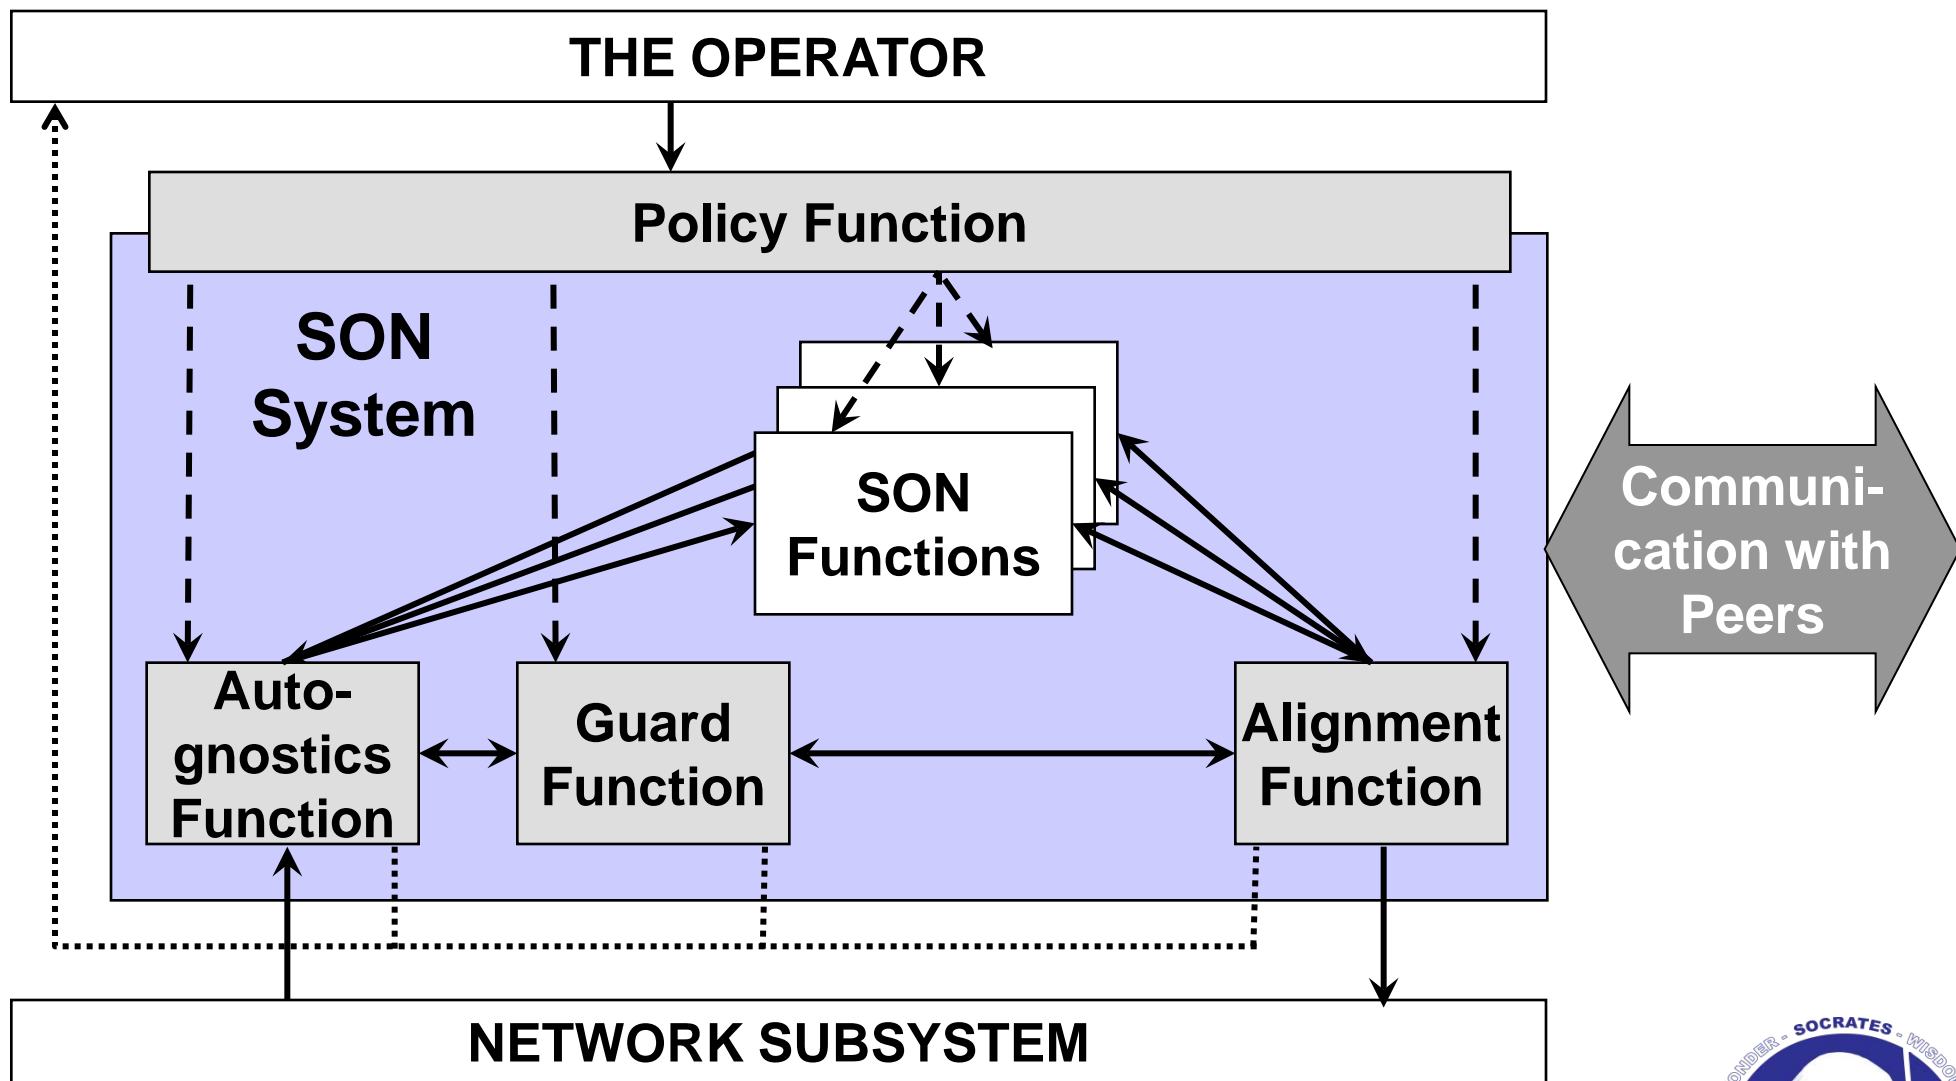 THE OPERATOR
Policy Function
SON
System
SON
Functions
Communi-
cation with
Peers
Auto-
gnostics
Function
Guard
Function
Alignment
Function
NETWORK SUBSYSTEM
SOCRATES -